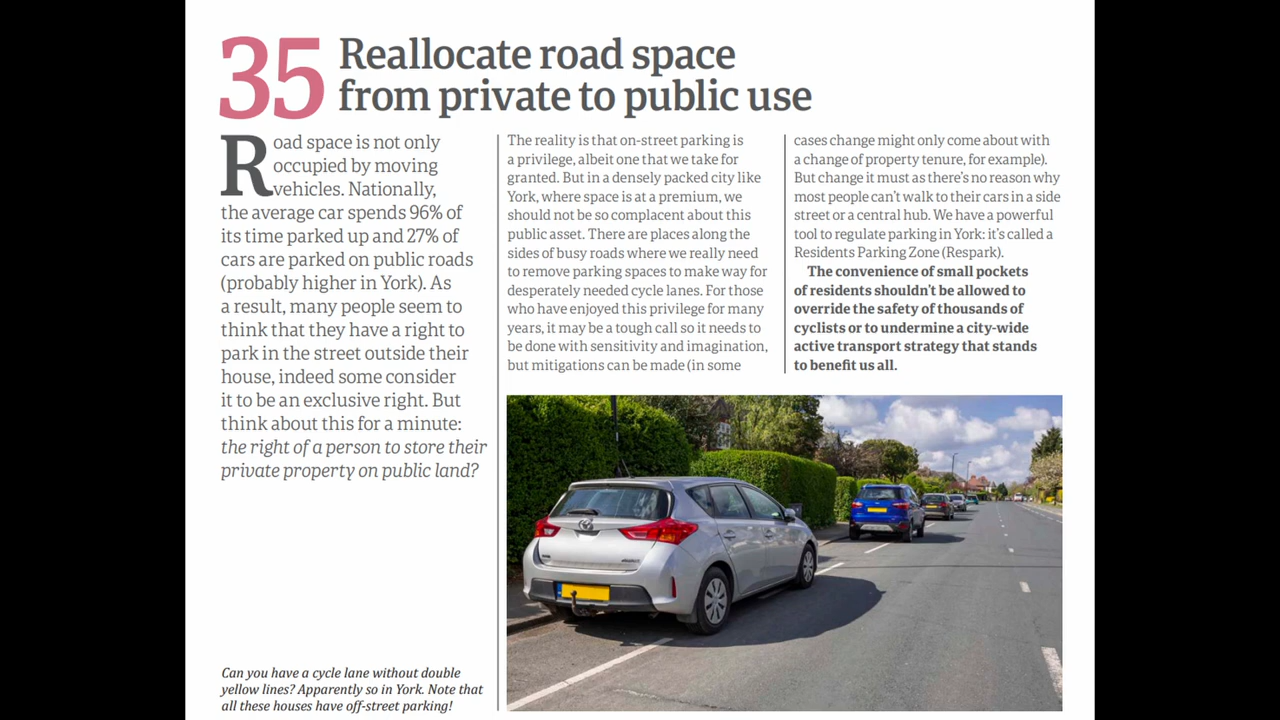 35 Reallocate road space
from private to public use
Road space is not only
occupied by moving
vehicles. Nationally,
the average car spends 96% of
its time parked up and 27% of
cars are parked on public roads
(probably higher in York). As
a result, many people seem to
think that they have a right to
park in the street outside their
house, indeed some consider
it to be an exclusive right. But
think about this for a minute:
the right of a person to store their
private property on public land?
Can you have a cycle lane without double
yellow lines? Apparently so in York. Note that
all these houses have off-street parking!
The reality is that on-street parking is
a privilege, albeit one that we take for
granted. But in a densely packed city like
York, where space is at a premium, we
should not be so complacent about this
public asset. There are places along the
sides of busy roads where we really need
to remove parking spaces to make way for
desperately needed cycle lanes. For those
who have enjoyed this privilege for many
years, it may be a tough call so it needs to
be done with sensitivity and imagination,
but mitigations can be made (in some
cases change might only come about with
a change of property tenure, for example).
But change it must as there's no reason why
most people can't walk to their cars in a side
street or a central hub. We have a powerful
tool to regulate parking in York: it's called a
Residents Parking Zone (Respark).
The convenience of small pockets
of residents shouldn't be allowed to
override the safety of thousands of
cyclists or to undermine a city-wide
active transport strategy that stands
to benefit us all.